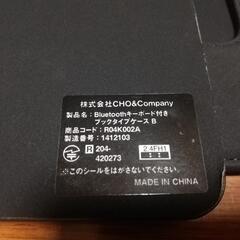 株式会社CHO&Company
製品名：Bluetoothキーボード付き
ブックタイプケース B
商品コード：R04K002A
製造番号：1412103
R 204-
420273
2.4FH1
※このシールをはがさないでください。
MADE IN CHINA